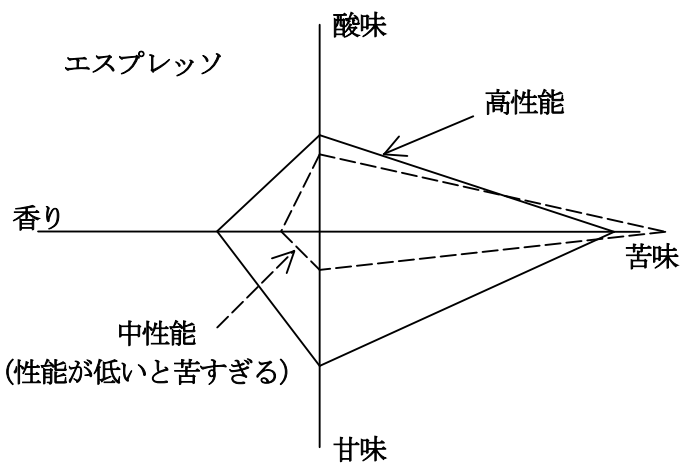 酸味
エスプレッソ
高性能
香り
苦味
中性能
（性能が低いと苦すぎる）
甘味